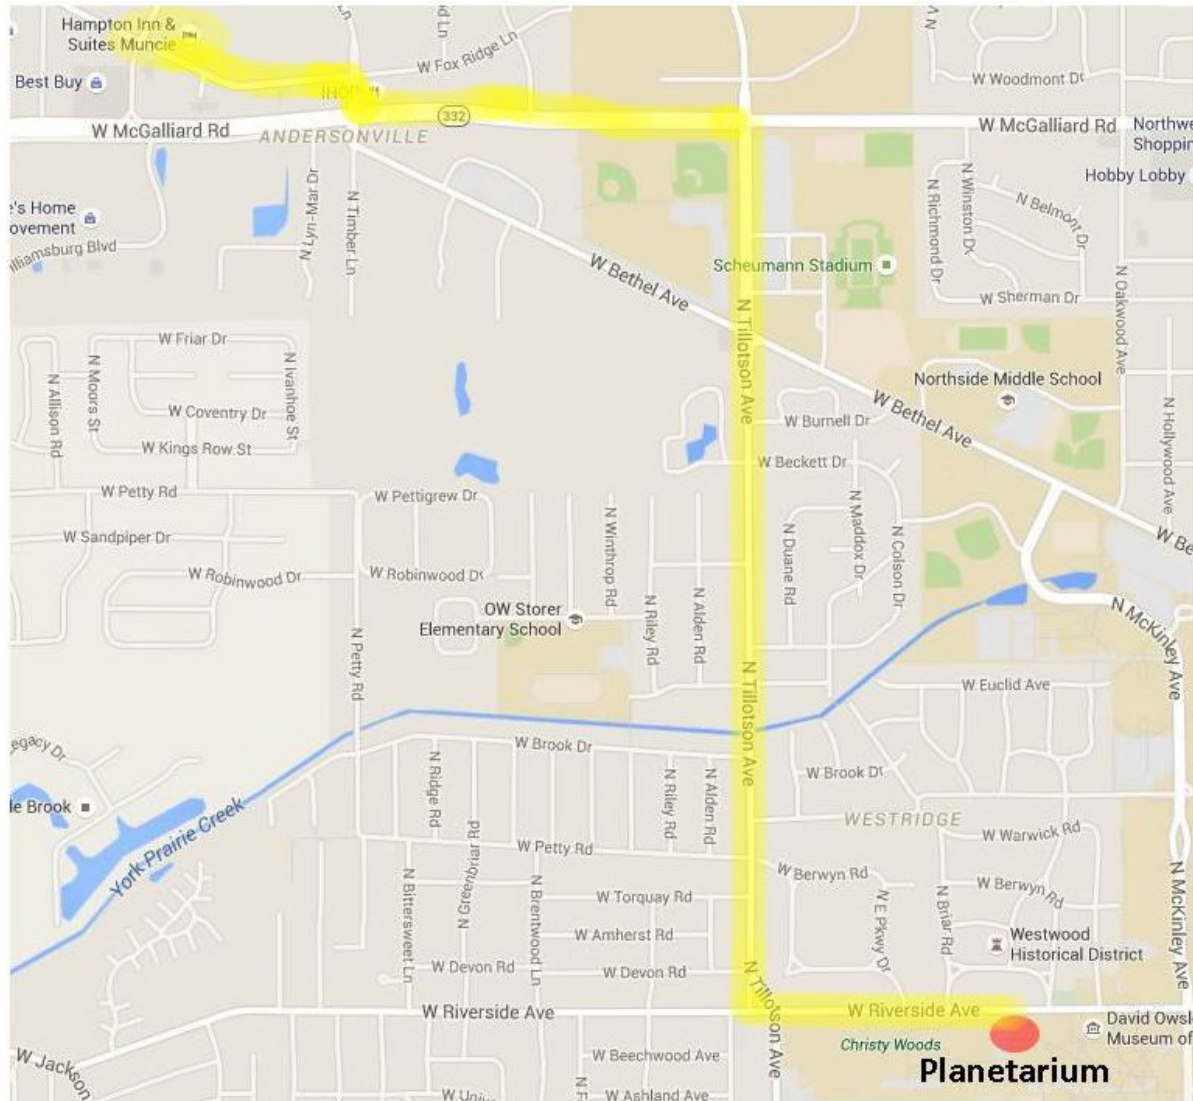 Hampton Inn &
Suites Muncie
W Fox Ridge Ln
Best Buy
IHOP
W Woodmont Dr
332
W McGalliard Rd
ANDERSONVILLE
W McGalliard Rd
Northwe
Shoppin
Hobby Lobby
N Lyn-Mar Dr
N Timber Ln
N Richmond Dr
N Winston Dr
N Belmont Dr
's Home
ovement
illiamsburg Blvd
W Bethel Ave
Scheumann Stadium
N Oakwood Ave
W Sherman Dr
N Tillotson Ave
W Friar Dr
N Allison Rd
N Moors St
N Ivanhoe St
W Coventry Dr
W Kings Row St
Northside Middle School
W Bethel Ave
W Burnell Dr
N Hollywood Ave
W Beckett Dr
W Petty Rd
W Pettigrew Dr
W Sandpiper Dr
N Winthrop Rd
N Duane Rd
N Maddox Dr
N Colson Dr
W Be
W Robinwood Dr
W Robinwood Dr
OW Storer
Elementary School
N Riley Rd
N Alden Rd
N McKinley Ave
N Petty Rd
N Tillotson Ave
W Euclid Ave
egacy Dr
W Brook Dr
N Ridge Rd
N Riley Rd
N Alden Rd
W Brook Dr
le Brook
York Prairie Creek
WESTRIDGE
W Warwick Rd
N Greenbriar Rd
W Petty Rd
W Berwyn Rd
W Berwyn Rd
N McKinley Ave
N Bittersweet Ln
N Brentwood Ln
W Torquay Rd
W Amherst Rd
N Briar Rd
Westwood
Historical District
W Devon Rd
W Devon Rd
N Tillotson Ave
W Riverside Ave
W Riverside Ave
David Owsl
Museum of
Christy Woods
W Jackson
W Beechwood Ave
Planetarium
W Univ
W Ashland Ave